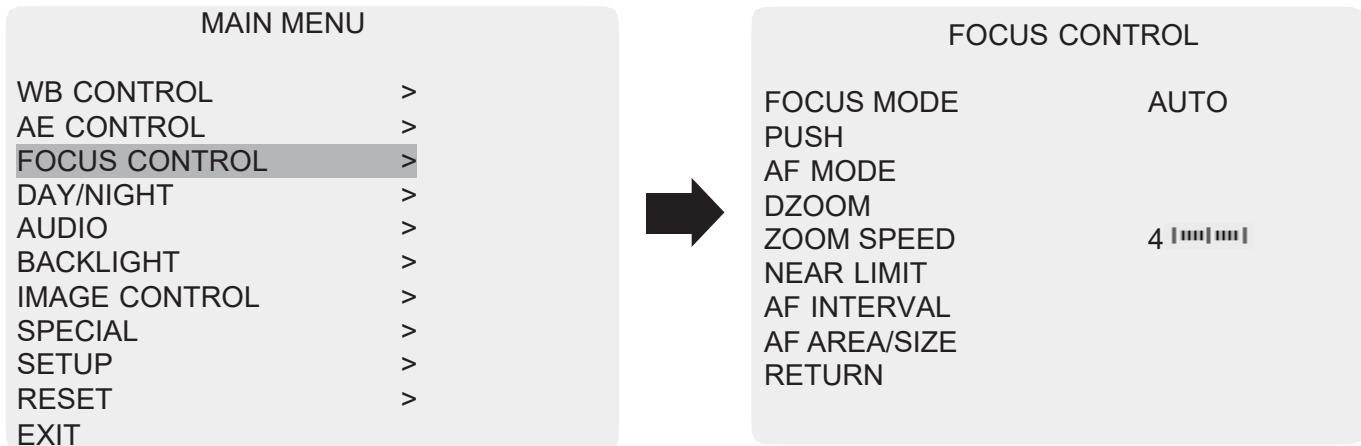 MAIN MENU
WB CONTROL >
AE CONTROL >
FOCUS CONTROL >
DAY/NIGHT >
AUDIO >
BACKLIGHT >
IMAGE CONTROL >
SPECIAL >
SETUP >
RESET >
EXIT
FOCUS CONTROL
FOCUS MODE AUTO
PUSH
AF MODE
DZOOM
ZOOM SPEED 4
NEAR LIMIT
AF INTERVAL
AF AREA/SIZE
RETURN